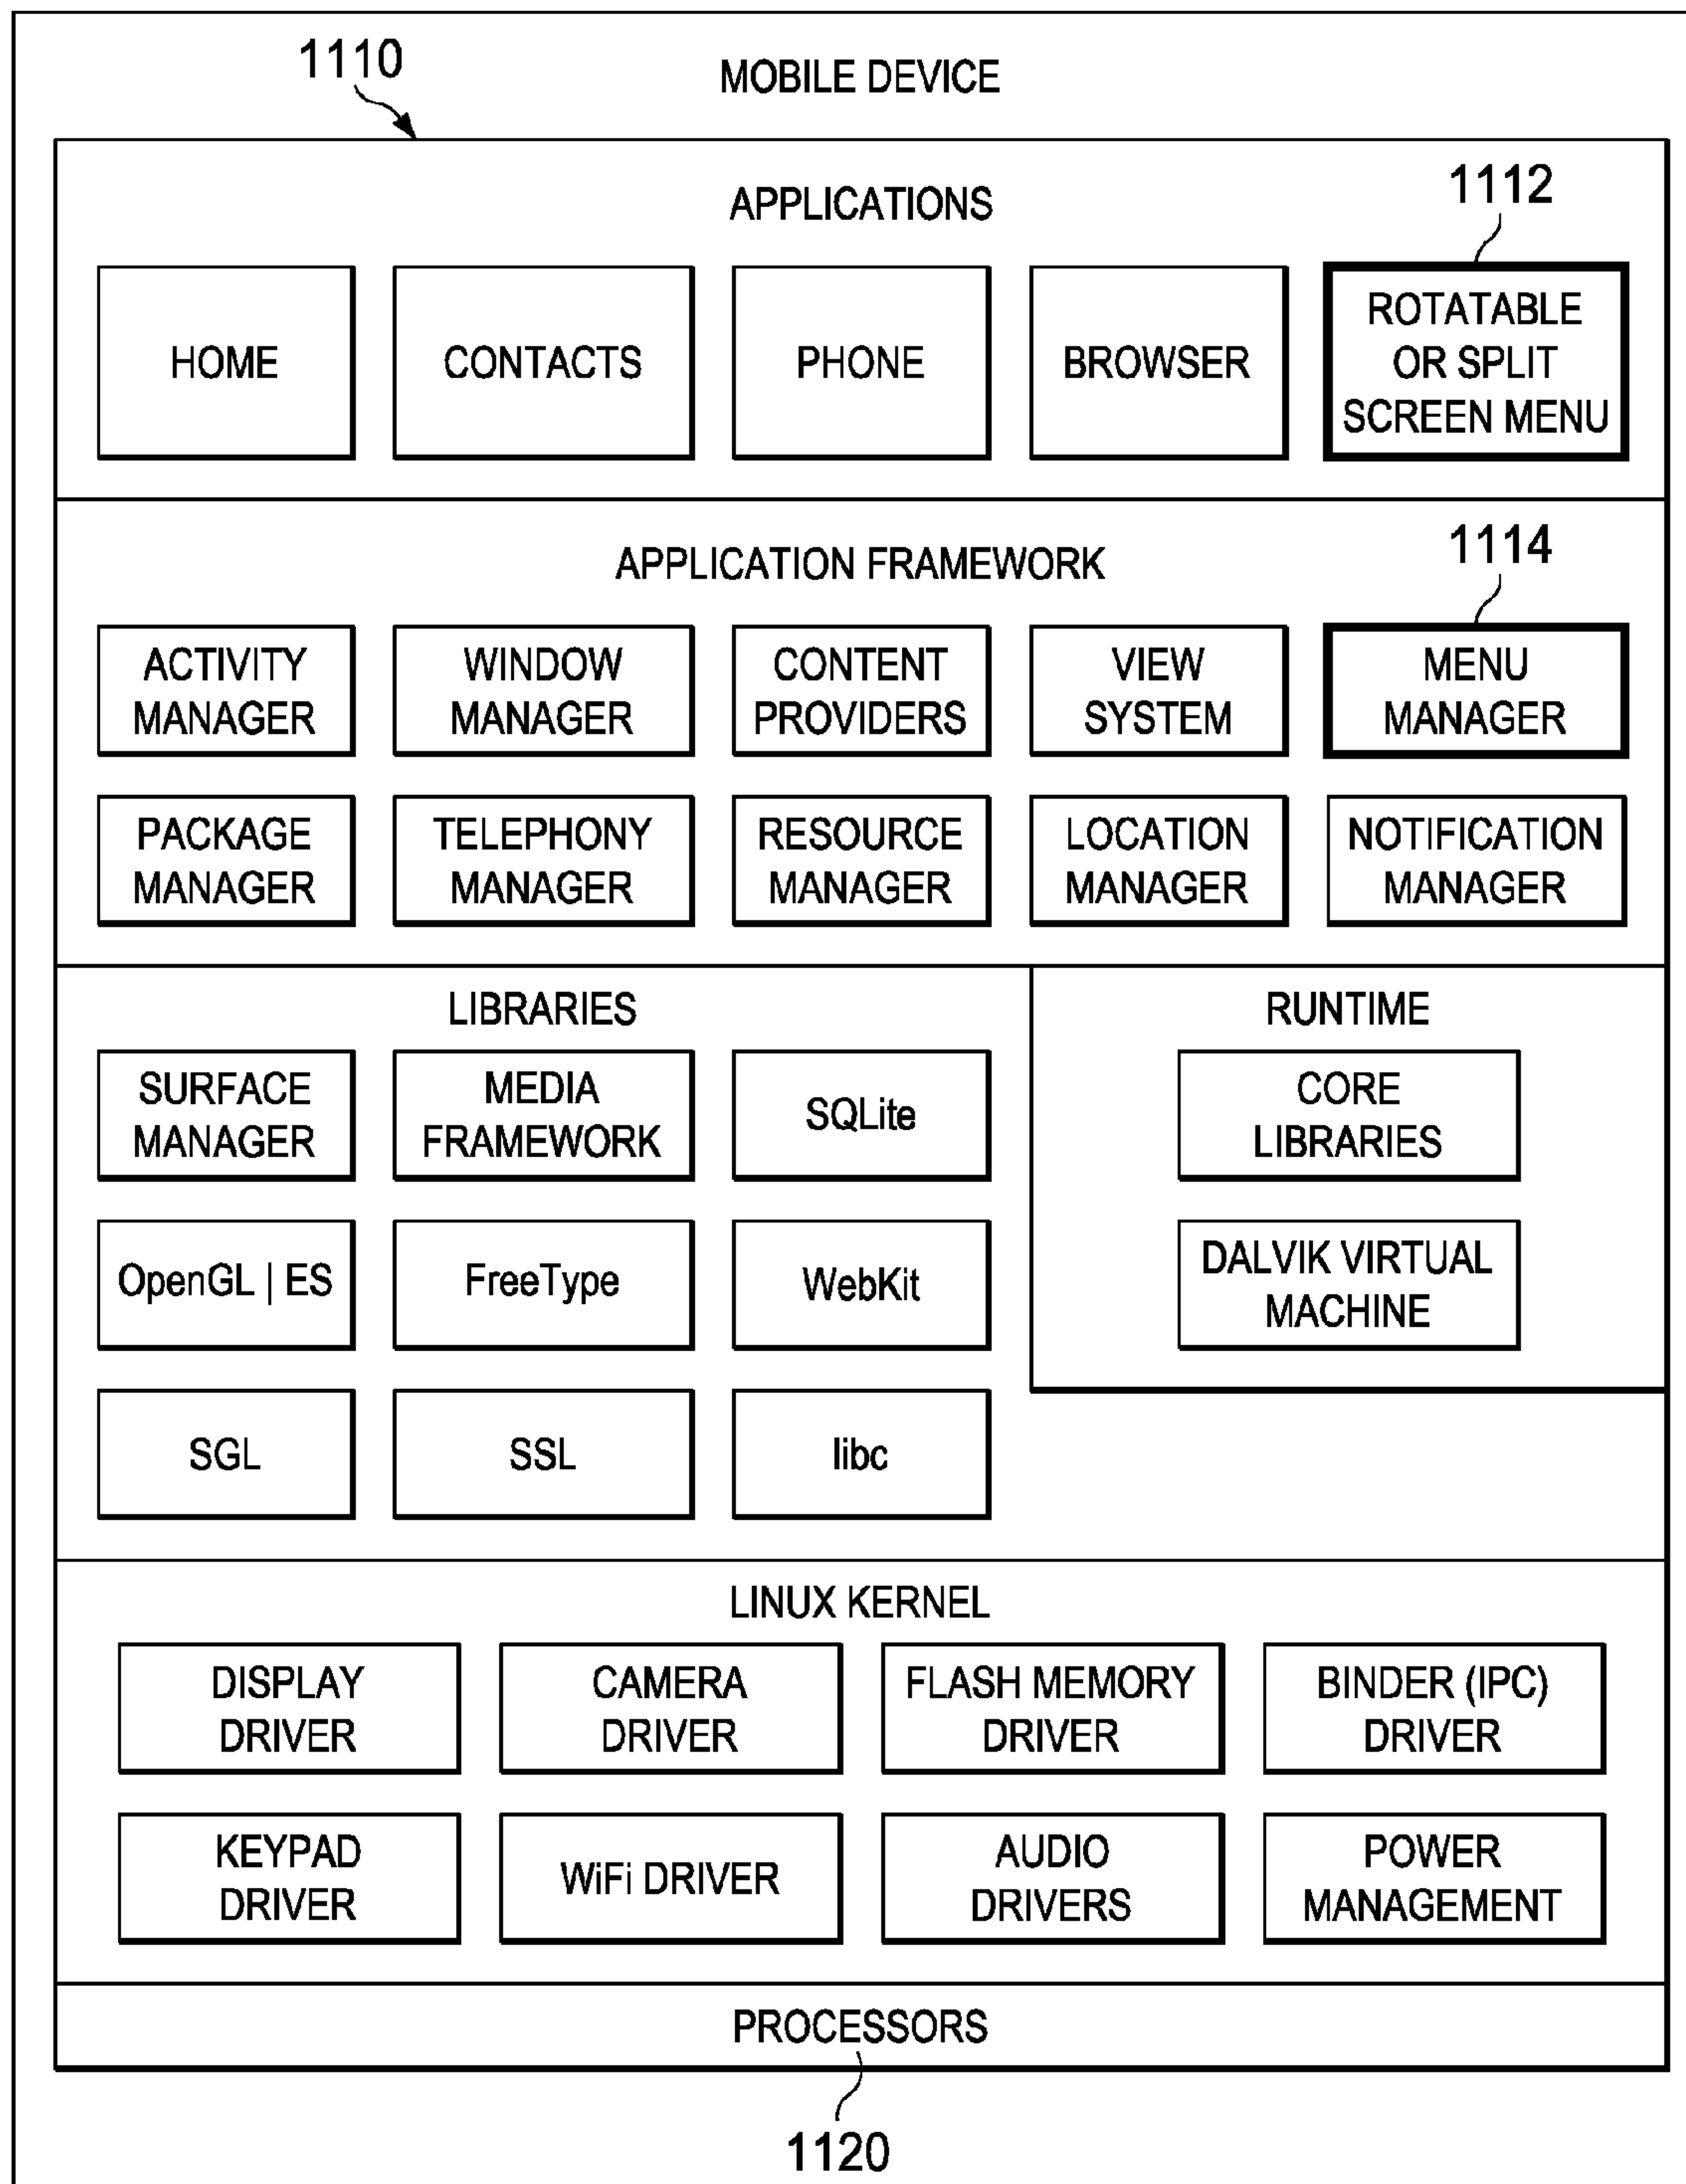 1110
MOBILE DEVICE
APPLICATIONS
1112
HOME
CONTACTS
PHONE
BROWSER
ROTATABLE
OR SPLIT
SCREEN MENU
APPLICATION FRAMEWORK
1114
ACTIVITY
MANAGER
WINDOW
MANAGER
CONTENT
PROVIDERS
VIEW
SYSTEM
MENU
MANAGER
PACKAGE
MANAGER
TELEPHONY
MANAGER
RESOURCE
MANAGER
LOCATION
MANAGER
NOTIFICATION
MANAGER
LIBRARIES
SURFACE
MANAGER
MEDIA
FRAMEWORK
SQLite
OpenGL | ES
FreeType
WebKit
SGL
SSL
libc
RUNTIME
CORE
LIBRARIES
DALVIK VIRTUAL
MACHINE
LINUX KERNEL
DISPLAY
DRIVER
CAMERA
DRIVER
FLASH MEMORY
DRIVER
BINDER (IPC)
DRIVER
KEYPAD
DRIVER
WiFi DRIVER
AUDIO
DRIVERS
POWER
MANAGEMENT
PROCESSORS
1120